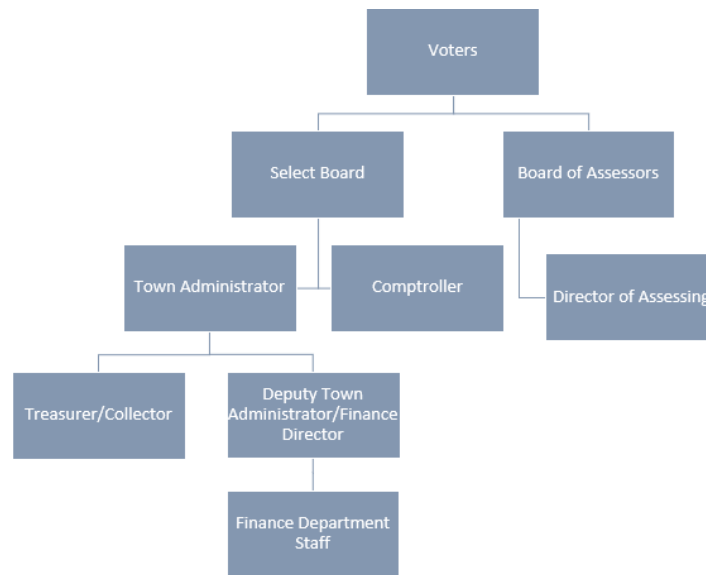 Voters
Select Board
Board of Assessors
Town Administrator
Comptroller
Director of Assessing
Treasurer/Collector
Deputy Town
Administrator/Finance
Director
Finance Department
Staff